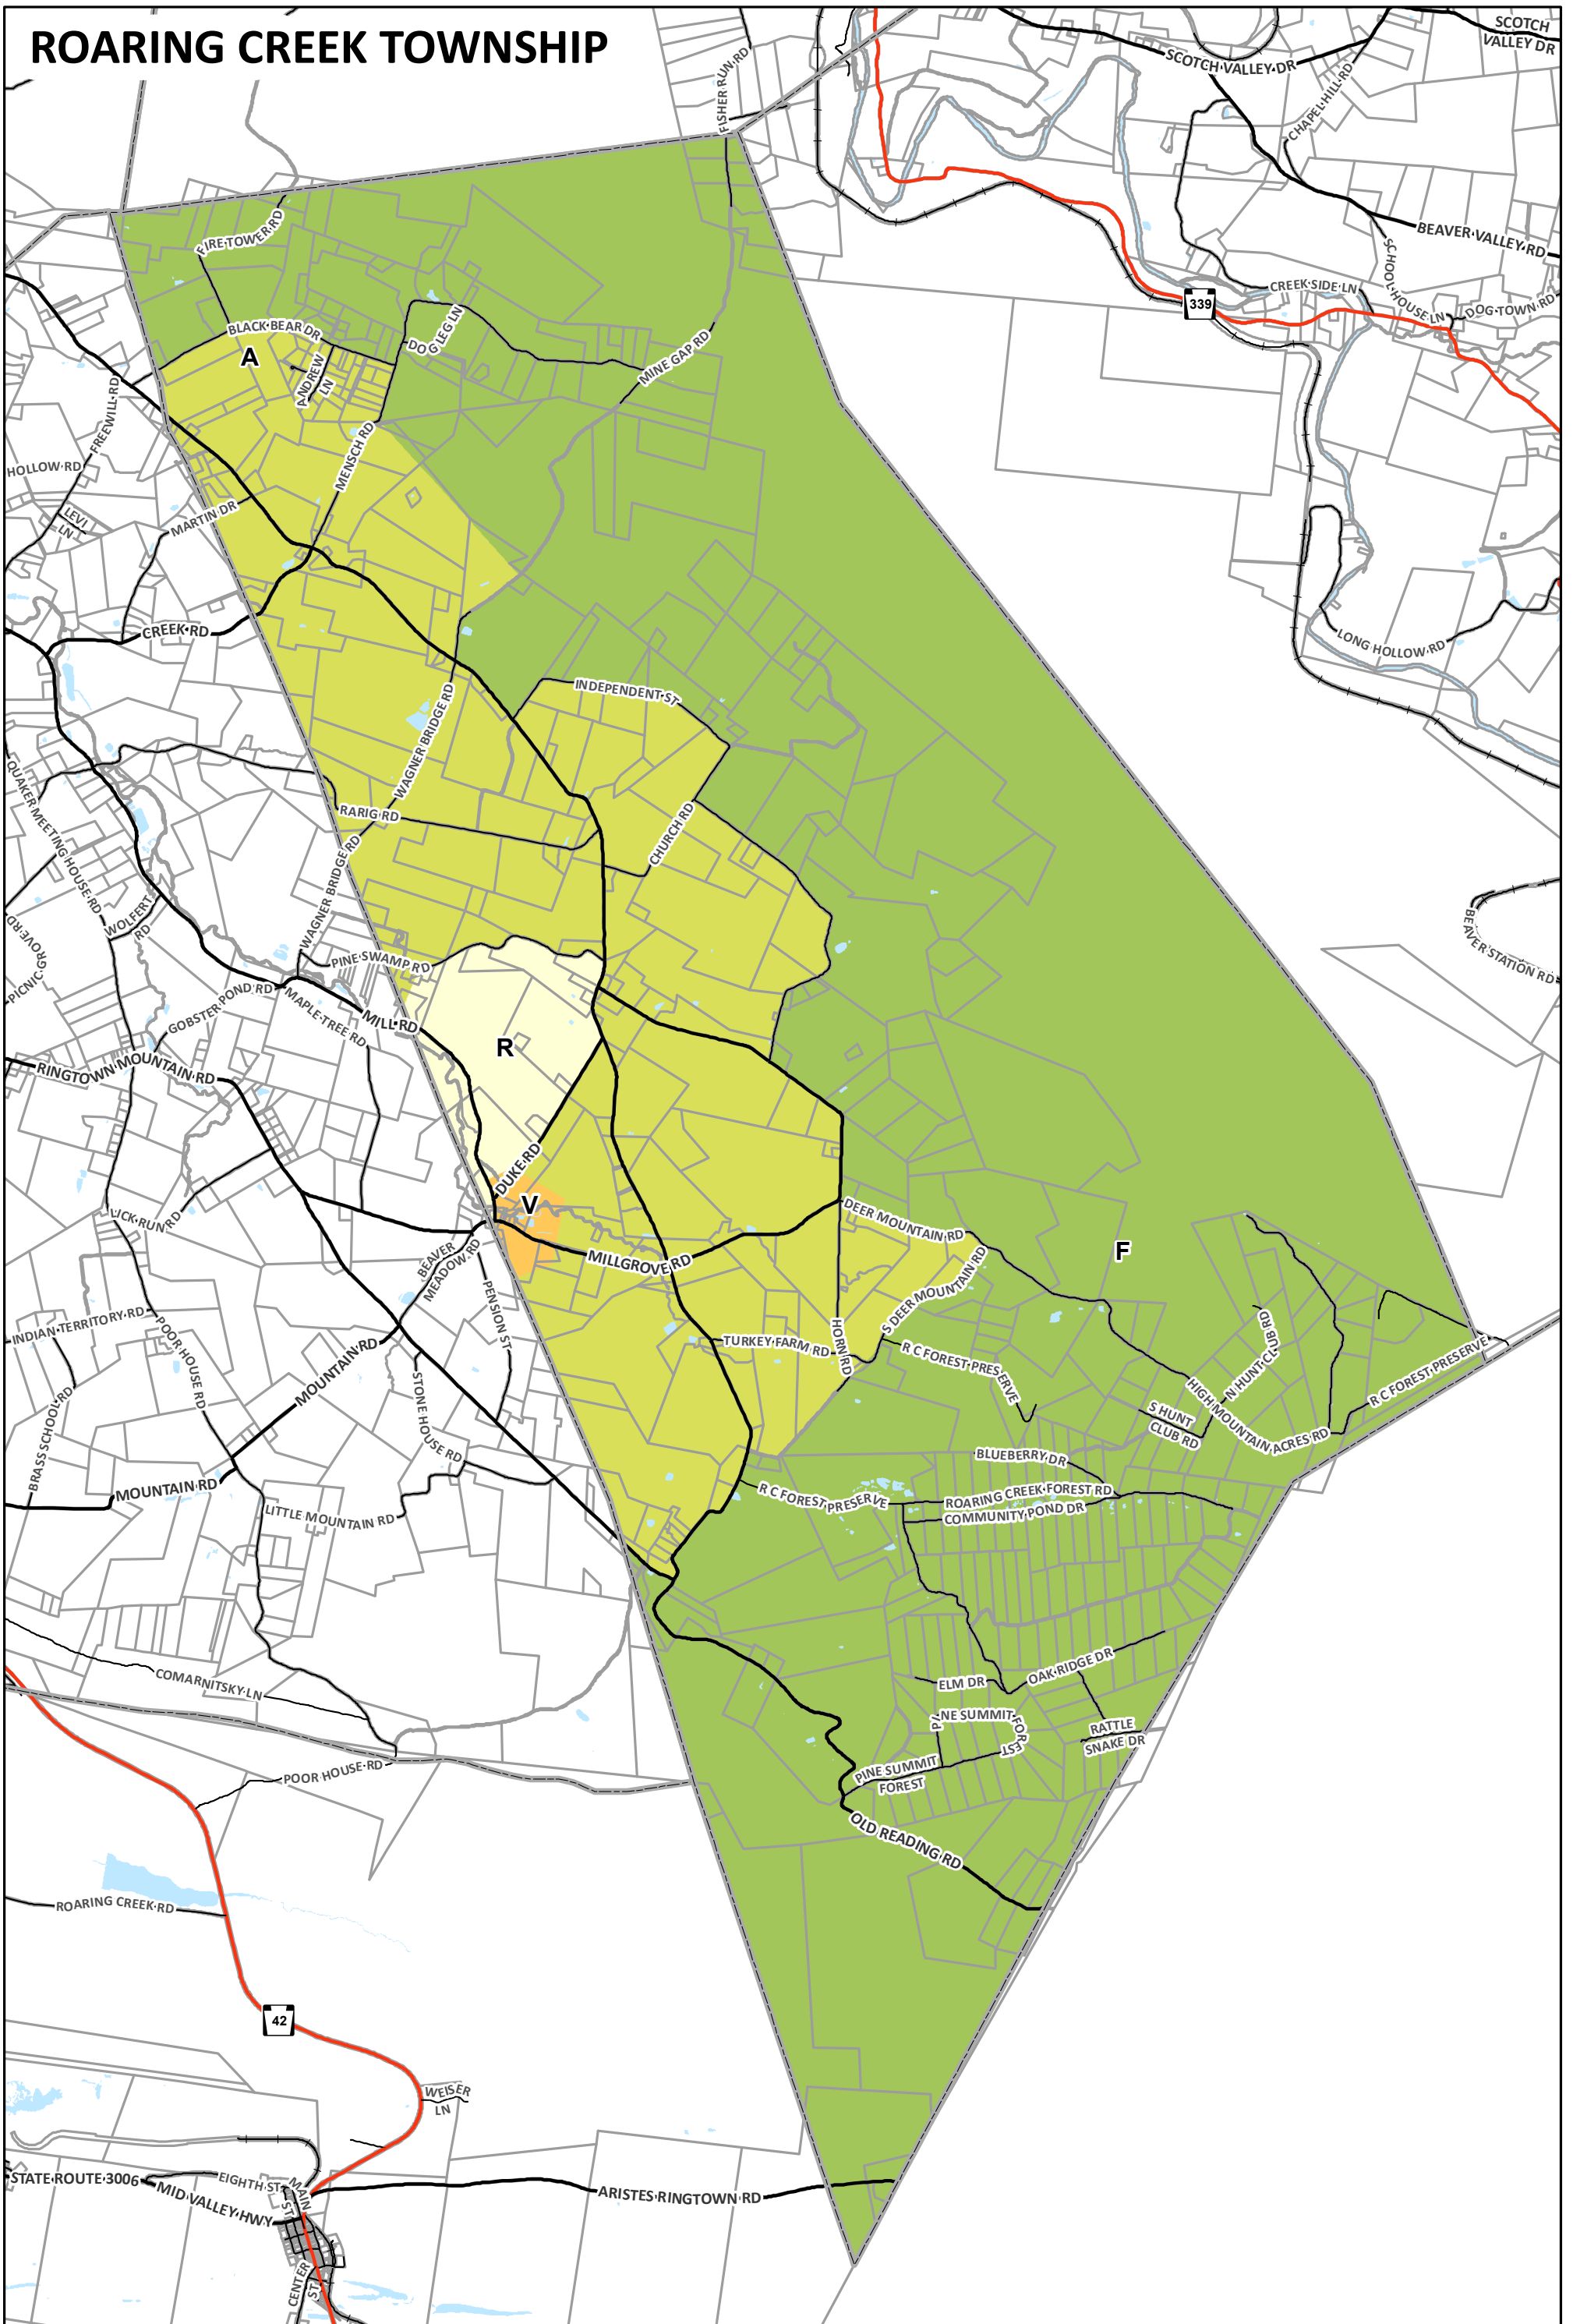 ROARING CREEK TOWNSHIP
SCOTCH
VALLEY DR
SCOTCH VALLEY DR
CHAPEL HILL RD
FISHER RUN RD
FIRE TOWER RD
BEAVER VALLEY RD
SCHOOL HOUSE LN
CREEK SIDE LN
DOG TOWN RD
339
BLACK BEAR DR
A
DOG LEG LN
MINE GAP RD
ANDREW
LN
FREEWILL RD
MENSCH RD
HOLLOW RD
LEVI
LN
MARTIN DR
CREEK RD
LONG HOLLOW RD
INDEPENDENT ST
WAGNER BRIDGE RD
QUAKER MEETING HOUSE RD
RARIG RD
CHURCH RD
WAGNER BRIDGE RD
WOLFERT
RD
PICNIC GROVE RD
BEAVER STATION RD
PINE SWAMP RD
GOBSTER POND RD
MAPLE TREE RD
MILL RD
R
RINGTOWN MOUNTAIN RD
DUKE RD
V
LICK RUN RD
DEER MOUNTAIN RD
F
BEAVER
MEADOW RD
MILLGROVE RD
S DEER MOUNTAIN RD
PENSION ST
INDIAN TERRITORY RD
POOR HOUSE RD
TURKEY FARM RD
HORN RD
R C FOREST PRESERVE
N HUNT CLUB RD
R C FOREST PRESERVE
MOUNTAIN RD
STONE HOUSE RD
BRASS SCHOOL RD
S HUNT
CLUB RD
HIGH MOUNTAIN ACRES RD
BLUEBERRY DR
MOUNTAIN RD
R C FOREST PRESERVE
ROARING CREEK FOREST RD
COMMUNITY POND DR
LITTLE MOUNTAIN RD
COMARNITSKY LN
ELM DR
OAK RIDGE DR
PINE SUMMIT
FOREST
RATTLE
SNAKE DR
POOR HOUSE RD
PINE SUMMIT
FOREST
OLD READING RD
ROARING CREEK RD
42
WEISER
LN
STATE ROUTE 3006
EIGHTH ST
MAIN
ST
MID VALLEY HWY
ARISTES RINGTOWN RD
CENTER
ST